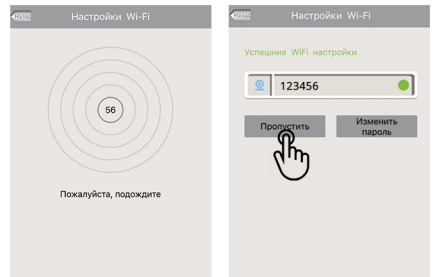 Настройки Wi-Fi
56
Пожалуйста, подождите
Настройки Wi-Fi
Успешние WiFi настройки
123456
Пропустить
Изменить
пароль